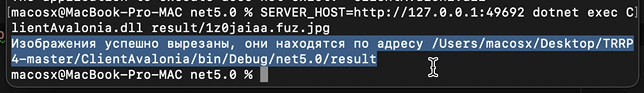 macosx@MacBook-Pro-MAC net5.0 % SERVER_HOST=http://127.0.0.1:49692 dotnet exec C
lientAvalonia.dll result/1z0jaiaa.fuz.jpg
Изображения успешно вырезаны, они находятся по адресу /Users/macosx/Desktop/TRRP
4-master/ClientAvalonia/bin/Debug/net5.0/result
macosx@MacBook-Pro-MAC net5.0 %